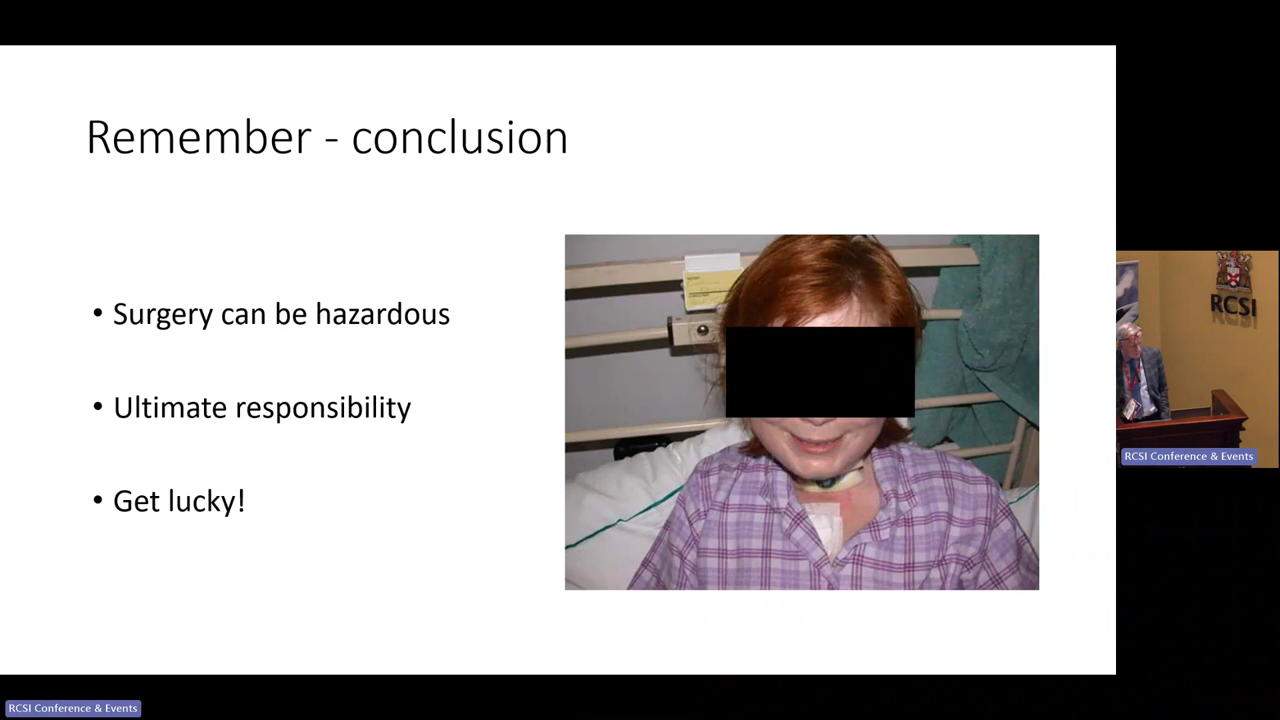 Remember - conclusion
• Surgery can be hazardous
• Ultimate responsibility
• Get lucky!
RCSI
RCSI Conference & Events
RCSI Conference & Events